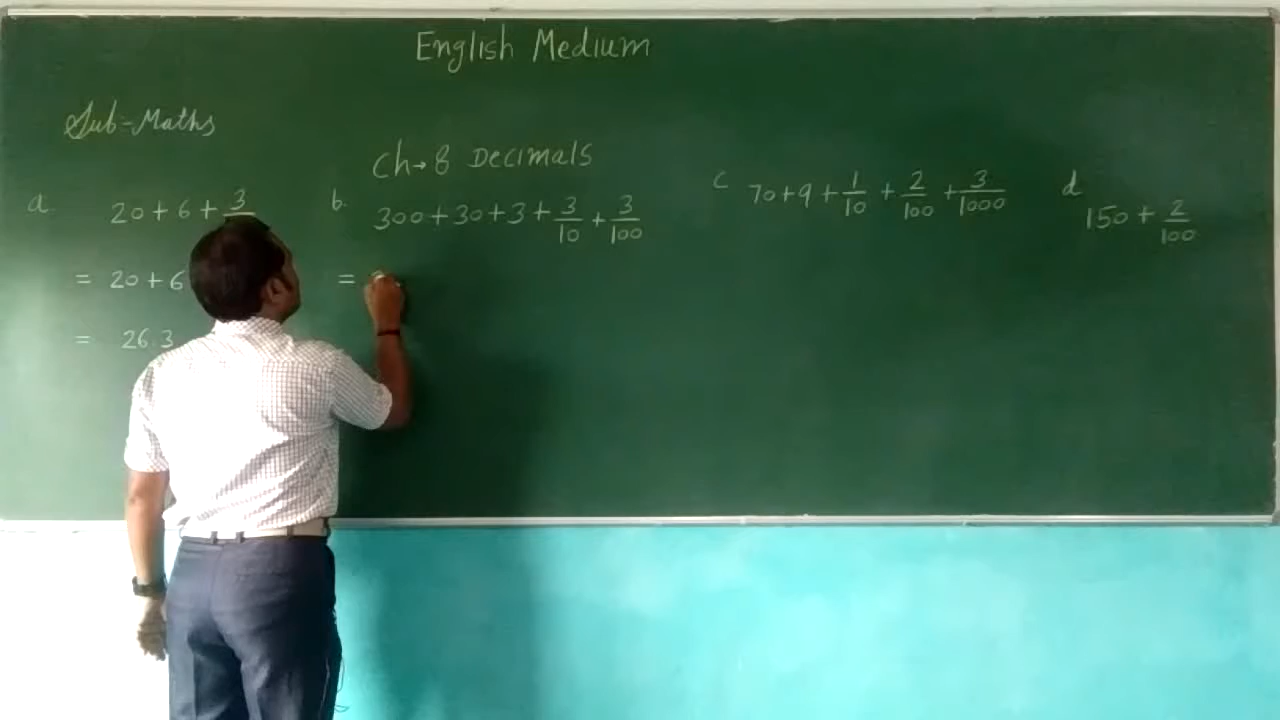 English Medium
Sub-Maths
Ch→8 Decimals
a. 20+6+3/
= 20+6
= 26.3
b. 300+30+3+3/10+3/100
=
c 70+9+1/10+2/100+3/1000
d 150+2/100